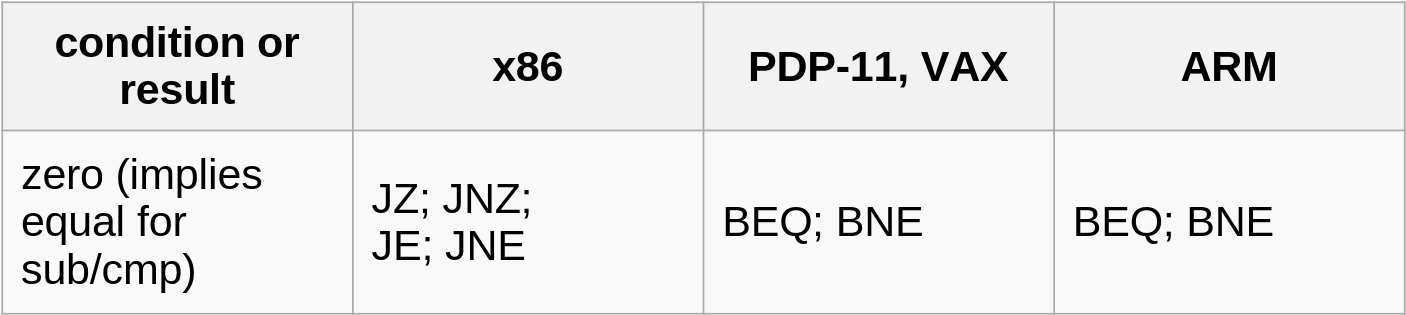 condition or
result
x86
PDP-11, VAX
ARM
zero (implies
equal for
sub/cmp)
JZ; JNZ;
JE; JNE
BEQ; BNE
BEQ; BNE